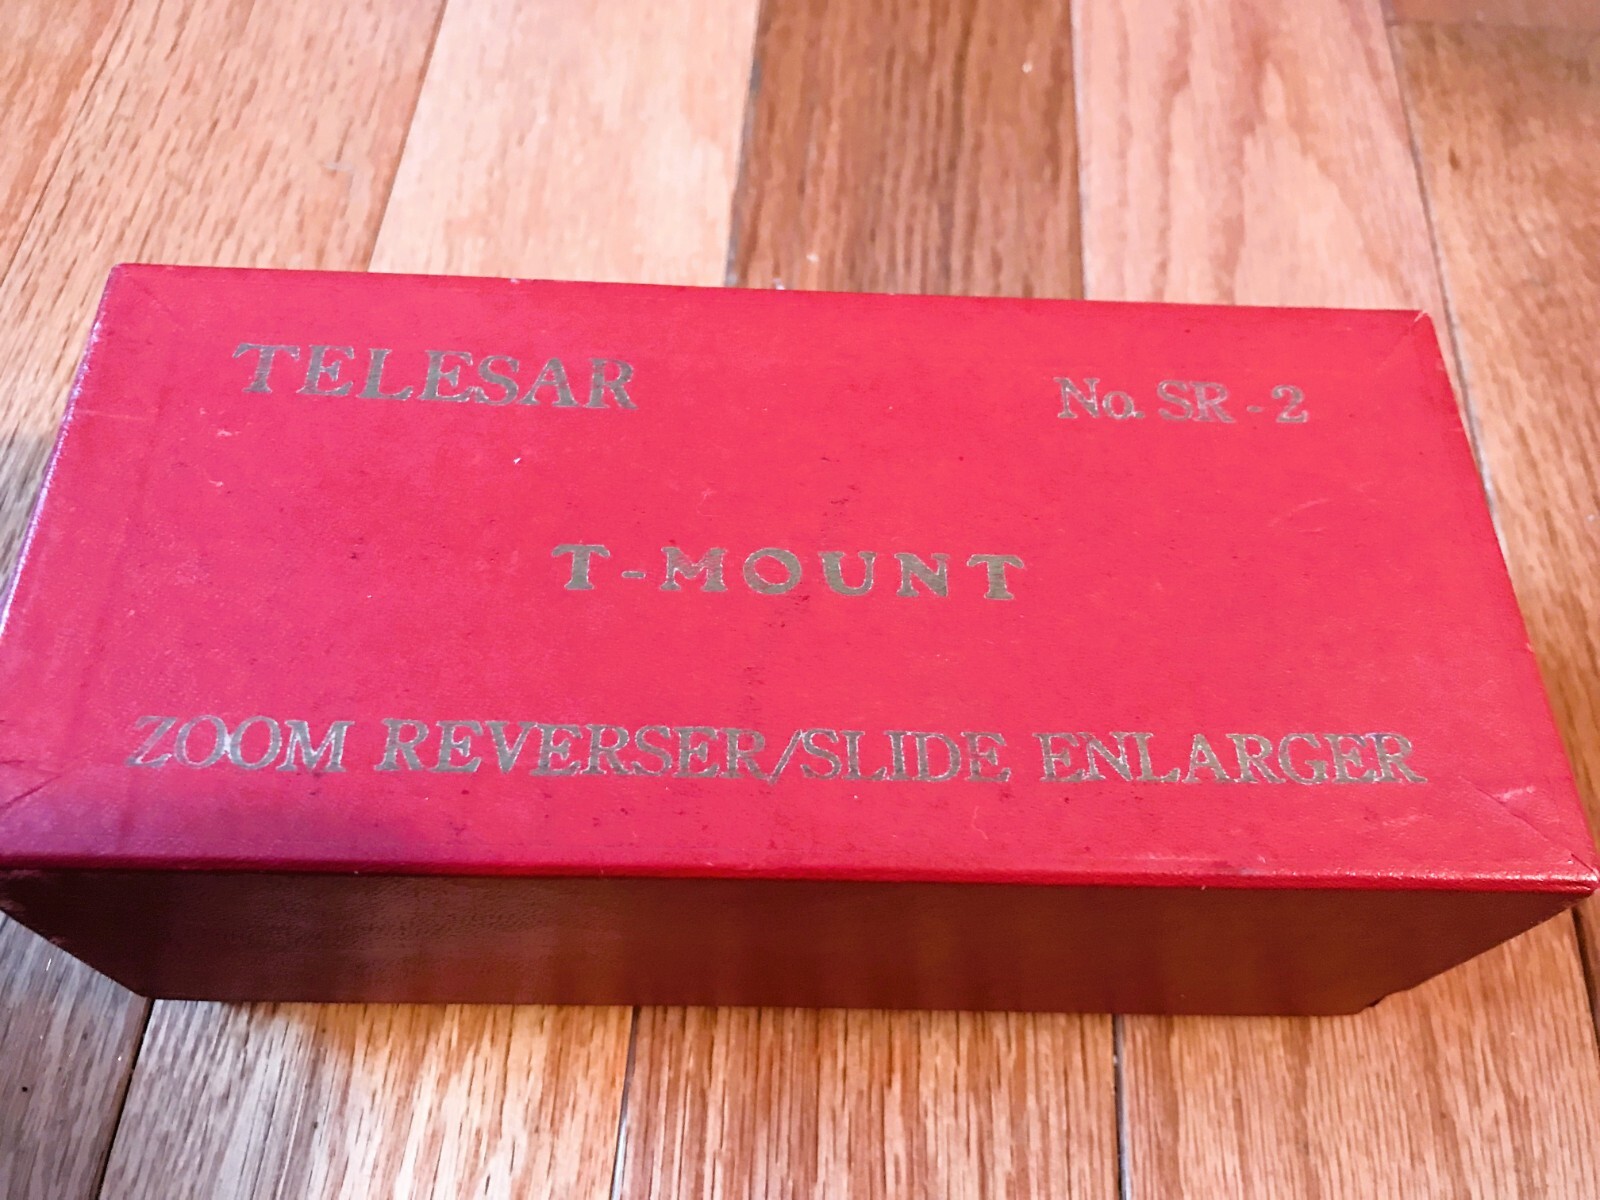 TELESAR No. SR-2
T-MOUNT
ZOOM REVERSER/SLIDE ENLARGER